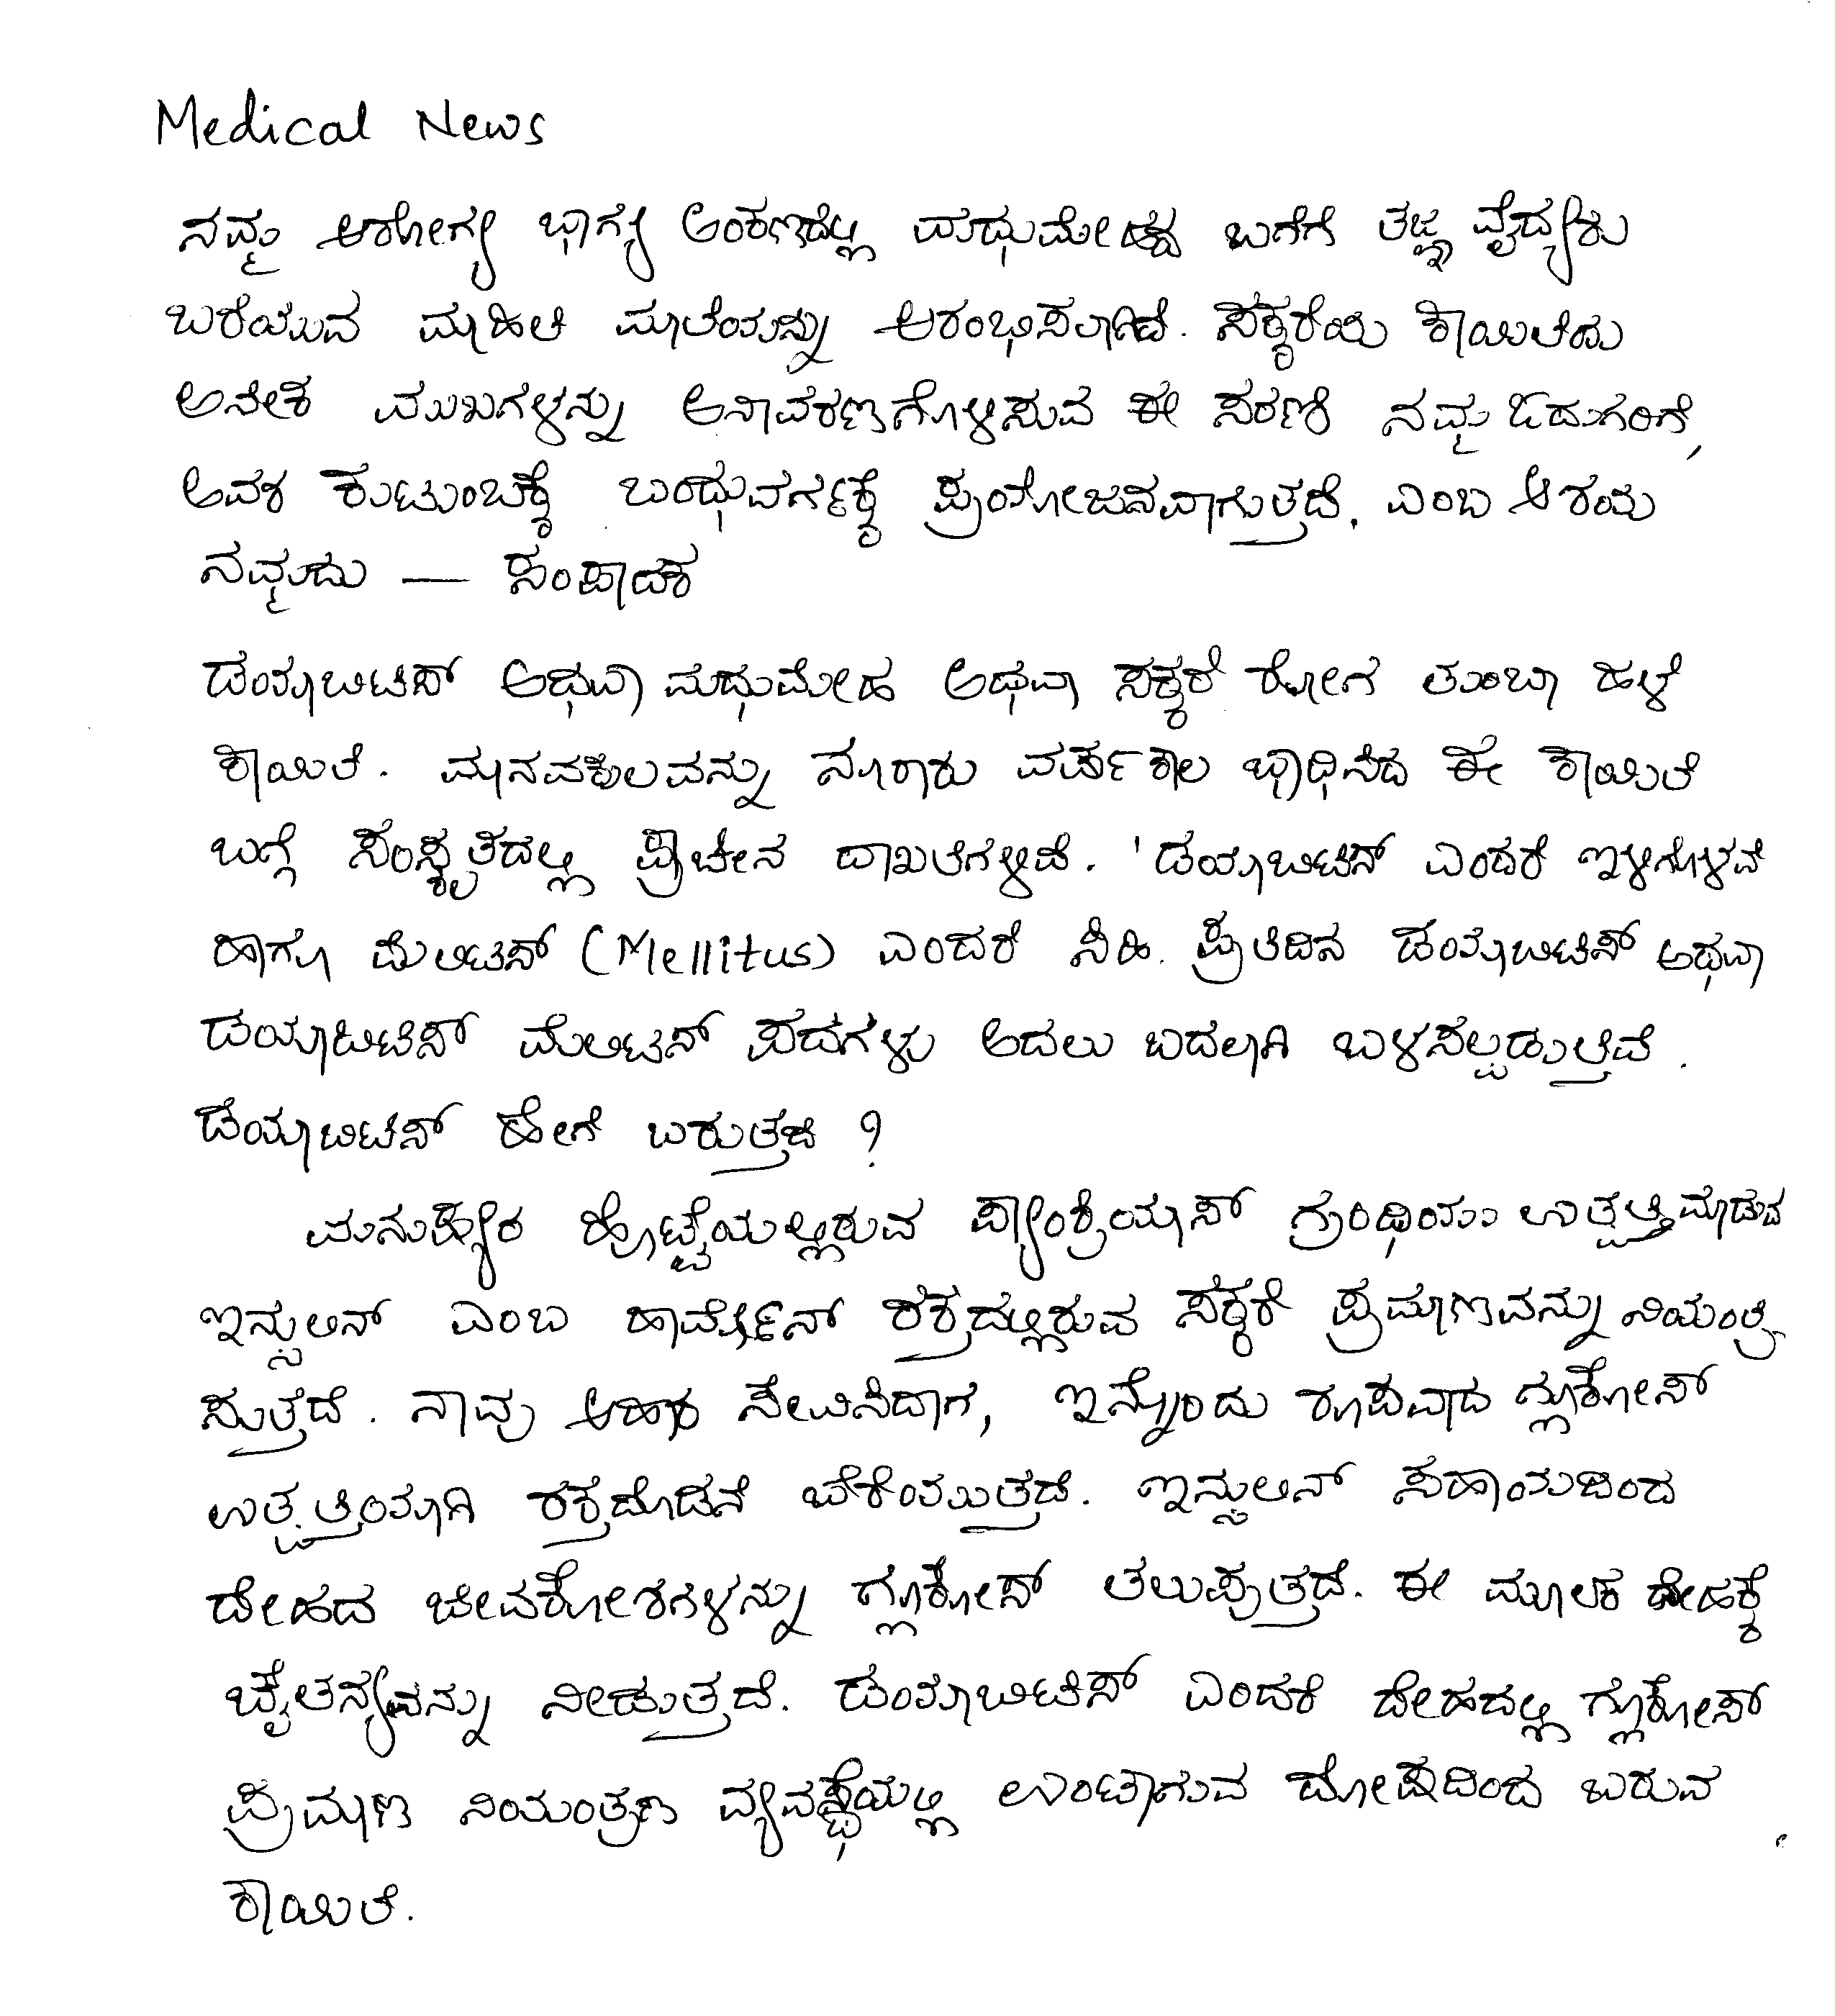 Medical News
ನಮ್ಮ ಆರೋಗ್ಯ ಭಾಗ್ಯ ಅಂಕಣದಲ್ಲಿ ಮಧುಮೇಹದ ಬಗೆಗೆ ತಜ್ಞ ವೈದ್ಯರು
ಬರೆಯುವ ಮಾಹಿತಿ ಮಾಲೆಯನ್ನು ಆರಂಭಿಸಲಾಗಿದೆ. ಸಕ್ಕರೆಯ ಕಾಯಿಲೆಯ
ಅನೇಕ ಮುಖಗಳನ್ನು ಅನಾವರಣಗೊಳಿಸುವ ಈ ಸರಣಿ ನಮ್ಮ ಓದುಗರಿಗೆ,
ಅವರ ಕುಟುಂಬಕ್ಕೆ ಬಂಧುವರ್ಗಕ್ಕೆ ಪ್ರಯೋಜನವಾಗುತ್ತದೆ. ಎಂಬ ಆಶಯ
ನಮ್ಮದು — ಸಂಪಾದಕ
ಡಯಾಬಿಟಿಸ್ ಅಥವಾ ಮಧುಮೇಹ ಅಥವಾ ಸಕ್ಕರೆ ರೋಗ ತುಂಬಾ ಹಳೆ
ಕಾಯಿಲೆ. ಮಾನವಕುಲವನ್ನು ನೂರಾರು ವರ್ಷಕಾಲ ಭಾಧಿಸಿದ ಈ ಕಾಯಿಲೆ
ಬಗ್ಗೆ ಸಂಸ್ಕೃತದಲ್ಲಿ ಪ್ರಾಚೀನ ದಾಖಲೆಗಳಿವೆ. 'ಡಯಾಬಿಟಿಸ್ ಎಂದರೆ ಇಳಿಗೊಳವೆ
ಹಾಗೂ ಮೆಲಿಟಸ್ (Mellitus) ಎಂದರೆ ಸಿಹಿ. ಪ್ರತಿದಿನ ಡಯಾಬಿಟಿಸ್ ಅಥವಾ
ಡಯಾಬಿಟಿಸ್ ಮೆಲಿಟಸ್ ಪದಗಳು ಅದಲು ಬದಲಾಗಿ ಬಳಸಲ್ಪಡುತ್ತಿವೆ.
ಡಯಾಬಿಟಿಸ್ ಹೇಗೆ ಬರುತ್ತದೆ ?
ಮನುಷ್ಯರ ಹೊಟ್ಟೆಯಲ್ಲಿರುವ ಪ್ಯಾಂಕ್ರಿಯಾಸ್ ಗ್ರಂಥಿಯು ಉತ್ಪತ್ತಿಮಾಡುವ
ಇನ್ಸುಲಿನ್ ಎಂಬ ಹಾರ್ಮೋನ್ ರಕ್ತದಲ್ಲಿರುವ ಸಕ್ಕರೆ ಪ್ರಮಾಣವನ್ನು ನಿಯಂತ್ರಿ
ಸುತ್ತದೆ. ನಾವು ಆಹಾರ ಸೇವಿಸಿದಾಗ, ಇನ್ನೊಂದು ರೂಪವಾದ ಗ್ಲುಕೋಸ್
ಉತ್ಪತ್ತಿಯಾಗಿ ರಕ್ತದೊಡನೆ ಬೆರೆಯುತ್ತದೆ. ಇನ್ಸುಲಿನ್ ಸಹಾಯದಿಂದ
ದೇಹದ ಜೀವಕೋಶಗಳನ್ನು ಗ್ಲೂಕೋಸ್ ತಲುಪುತ್ತದೆ. ಈ ಮೂಲಕ ದೇಹಕ್ಕೆ
ಚೈತನ್ಯವನ್ನು ನೀಡುತ್ತದೆ. ಡಯಾಬಿಟಿಸ್ ಎಂದರೆ ದೇಹದಲ್ಲಿ ಗ್ಲುಕೋಸ್
ಪ್ರಮಾಣ ನಿಯಂತ್ರಣ ವ್ಯವಸ್ಥೆಯಲ್ಲಿ ಉಂಟಾಗುವ ದೋಷದಿಂದ ಬರುವ
ಕಾಯಿಲೆ.